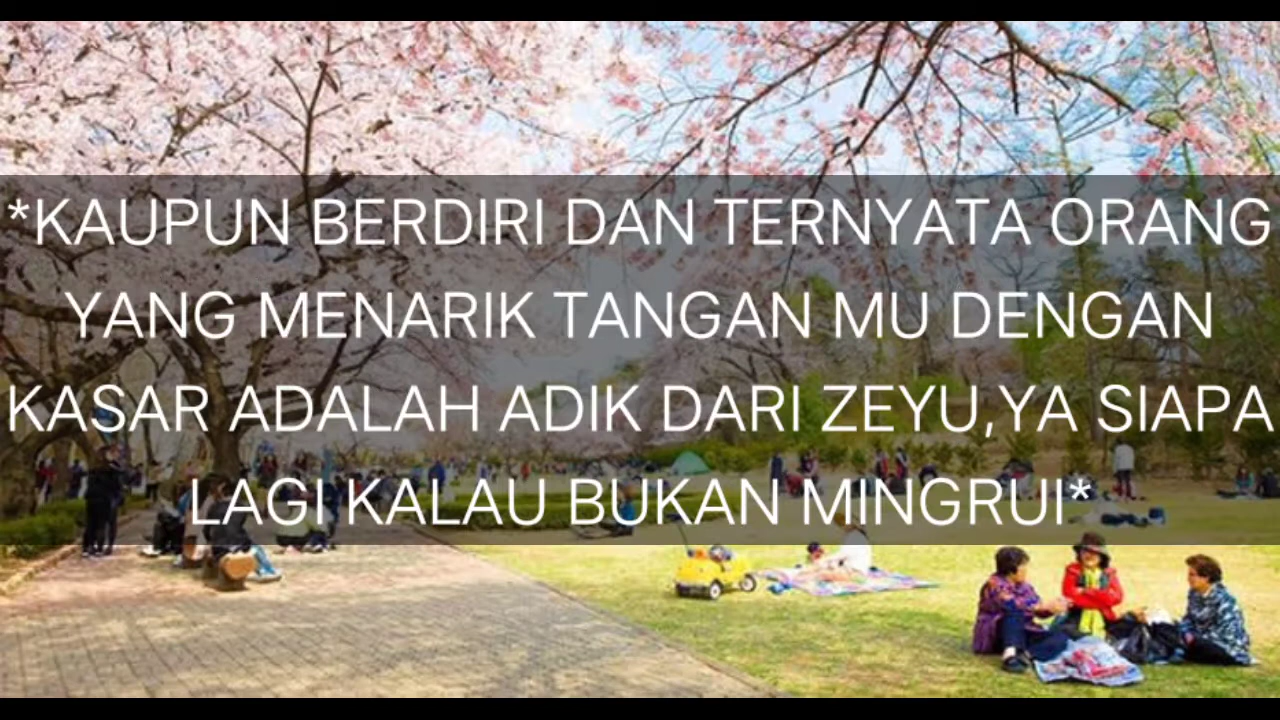 *KAUPUN BERDIRI DAN TERNYATA ORANG
YANG MENARIK TANGAN MU DENGAN
KASAR ADALAH ADIK DARI ZEYU,YA SIAPA
LAGI KALAU BUKAN MINGRUI*